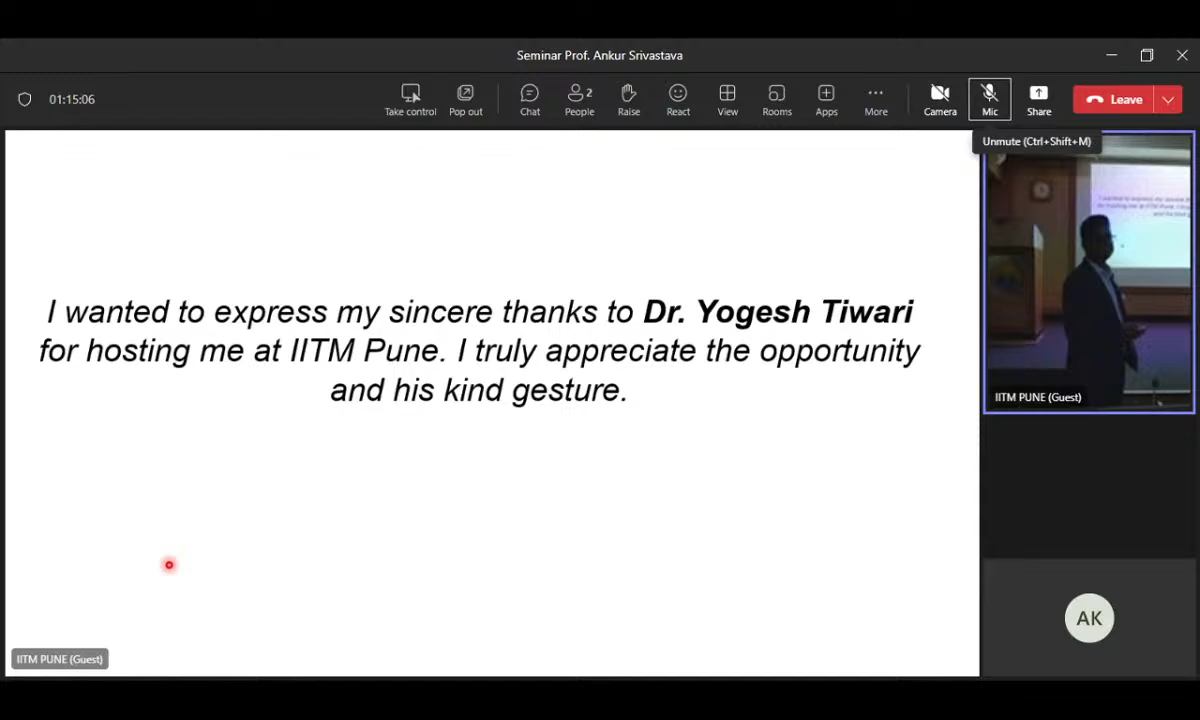 Seminar Prof. Ankur Srivastava
01:15:06
Take control
Pop out
Chat
2
People
Raise
React
View
Rooms
Apps
More
Camera
Mic
Share
Leave
Unmute (Ctrl+Shift+M)
I wanted to express my sincere thanks to Dr. Yogesh Tiwari
for hosting me at IITM Pune. I truly appreciate the opportunity
and his kind gesture.
IITM PUNE (Guest)
AK
IITM PUNE (Guest)